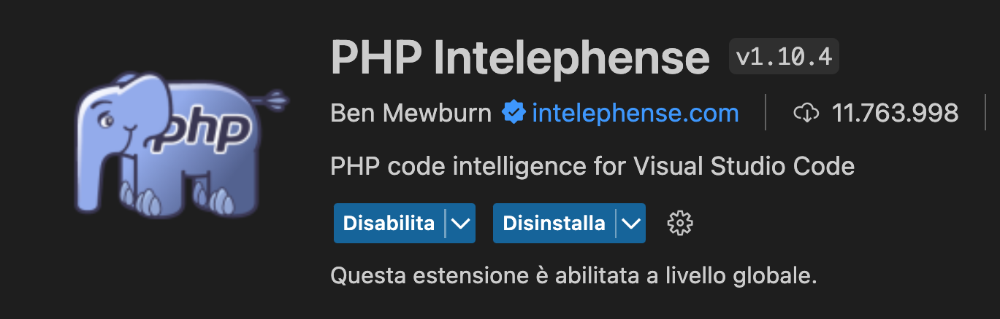 PHP Intelephense v1.10.4
Ben Mewburn intelephense.com 11.763.998
php
PHP code intelligence for Visual Studio Code
Disabilita Disinstalla
Questa estensione è abilitata a livello globale.